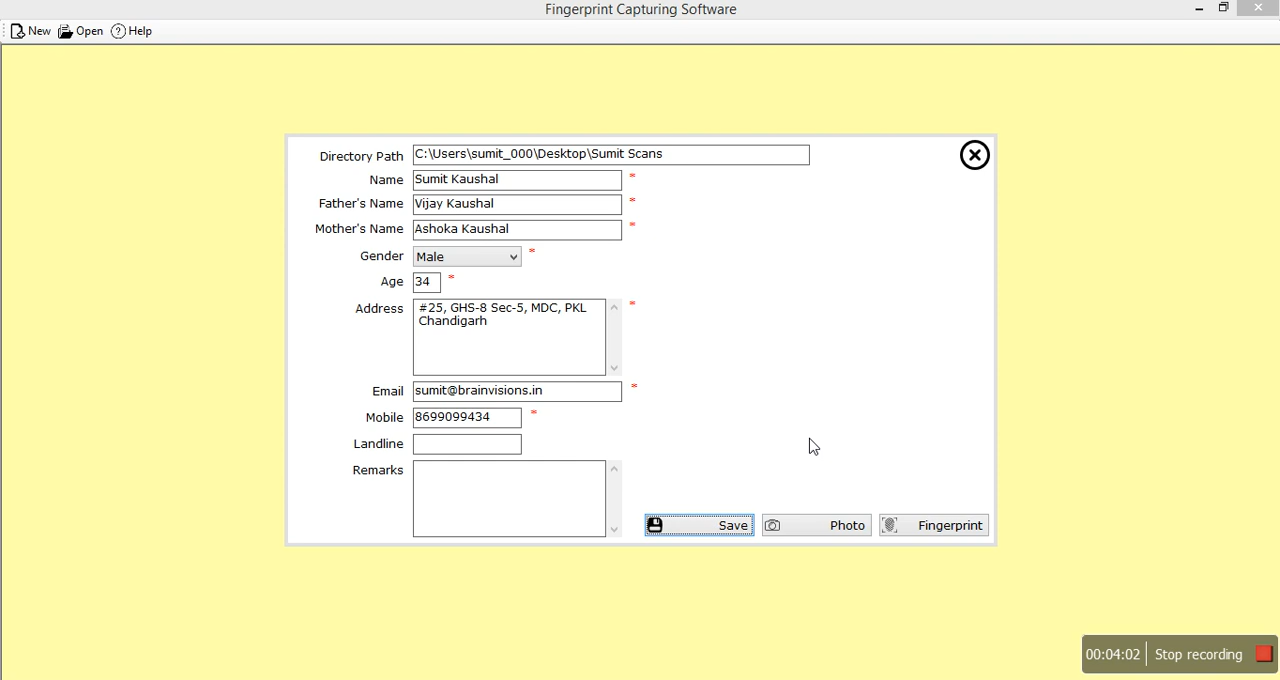 Fingerprint Capturing Software
New Open Help
Directory Path C:\Users\sumit_000\Desktop\Sumit Scans
Name Sumit Kaushal *
Father's Name Vijay Kaushal *
Mother's Name Ashoka Kaushal *
Gender Male *
Age 34 *
Address #25, GHS-8 Sec-5, MDC, PKL *
Chandigarh
Email sumit@brainvisions.in *
Mobile 8699099434 *
Landline
Remarks
Save Photo Fingerprint
00:04:02 Stop recording